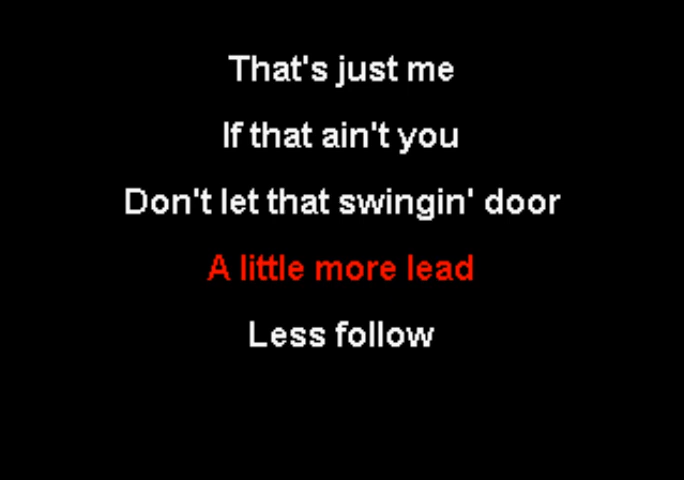 That's just me
If that ain't you
Don't let that swingin' door
A little more lead
Less follow